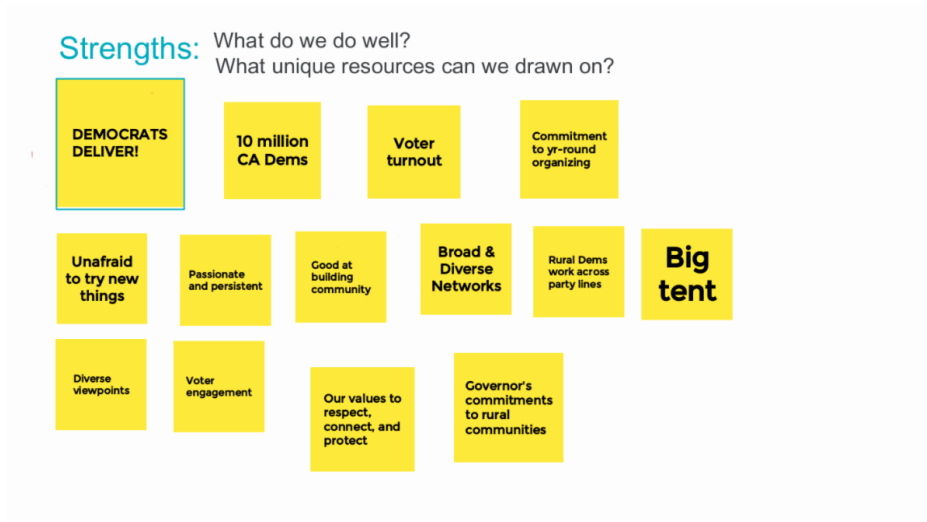 Strengths: What do we do well?
What unique resources can we drawn on?
DEMOCRATS
DELIVER!
10 million
CA Dems
Voter
turnout
Commitment
to yr-round
organizing
Unafraid
to try new
things
Passionate
and persistent
Good at
building
community
Broad &
Diverse
Networks
Rural Dems
work across
party lines
Big
tent
Diverse
viewpoints
Voter
engagement
Our values to
respect,
connect, and
protect
Governor's
commitments
to rural
communities